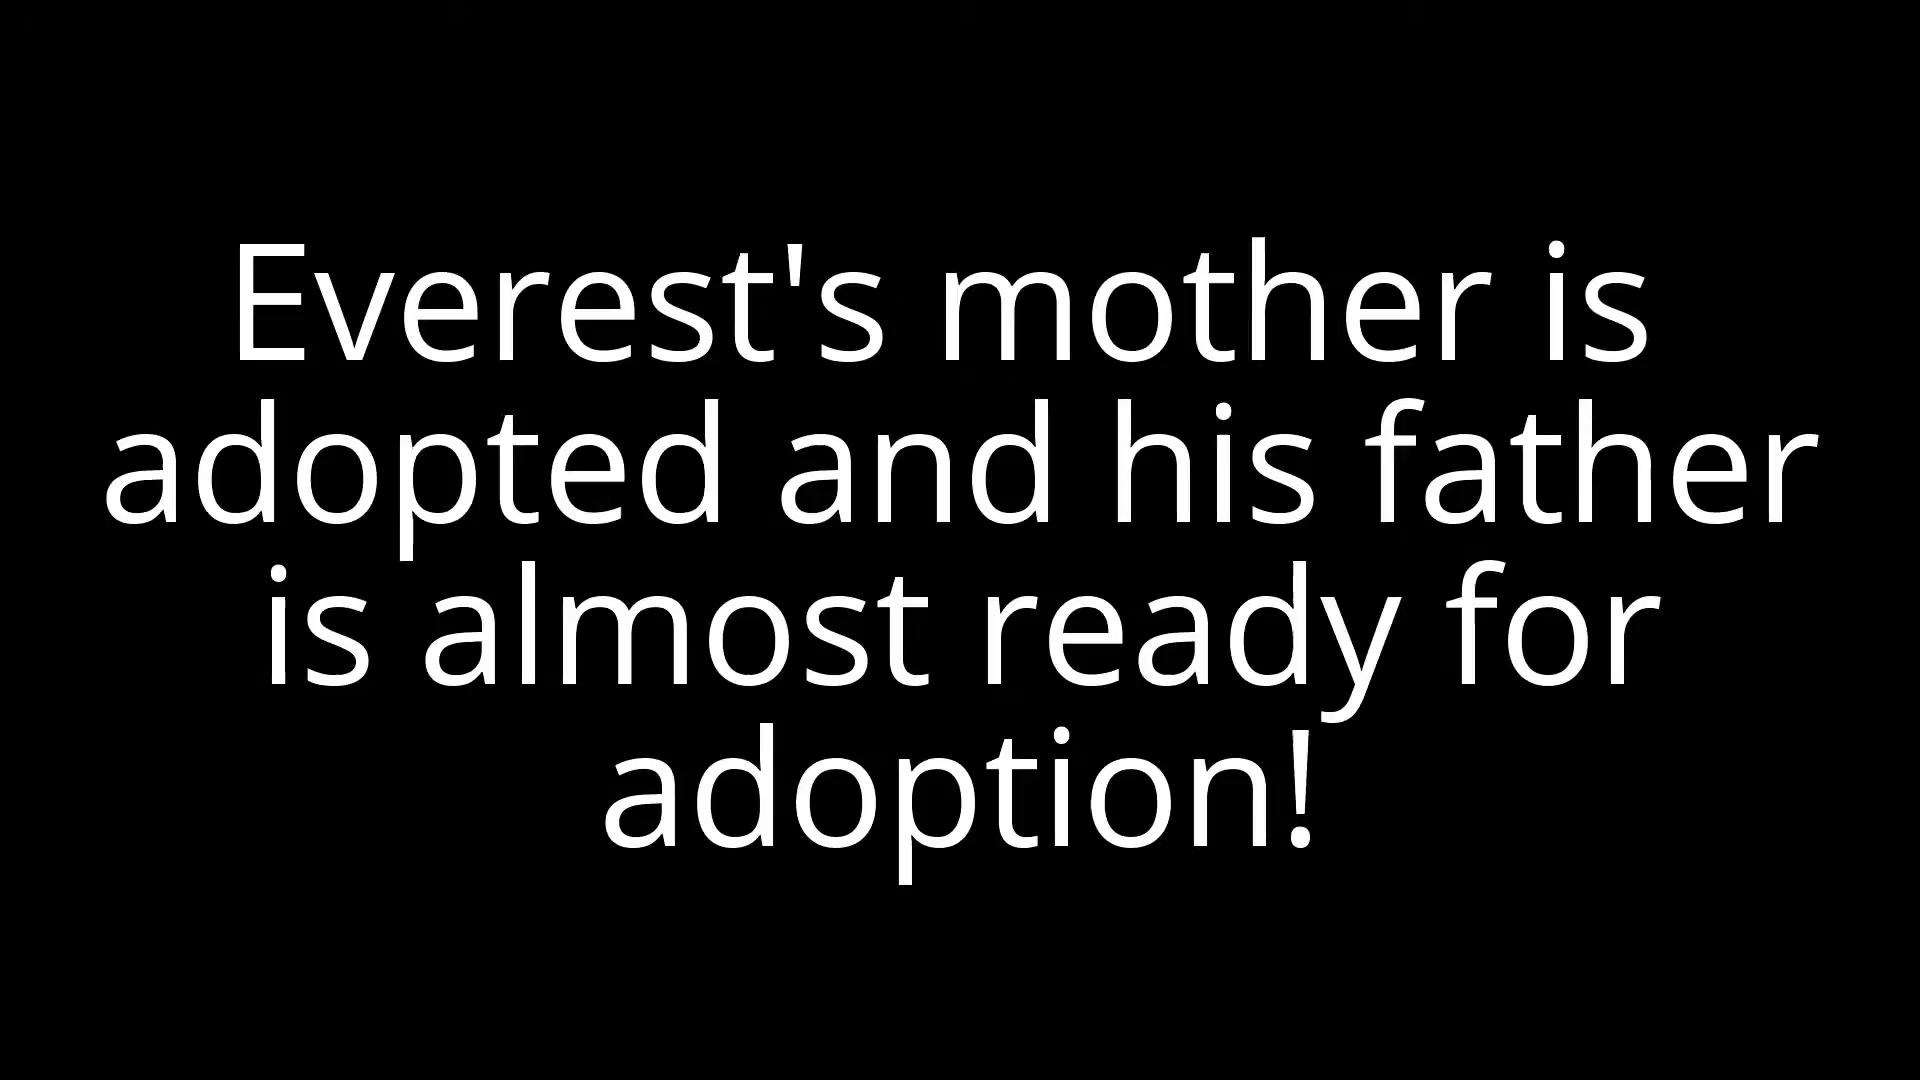 Everest's mother is
adopted and his father
is almost ready for
adoption!